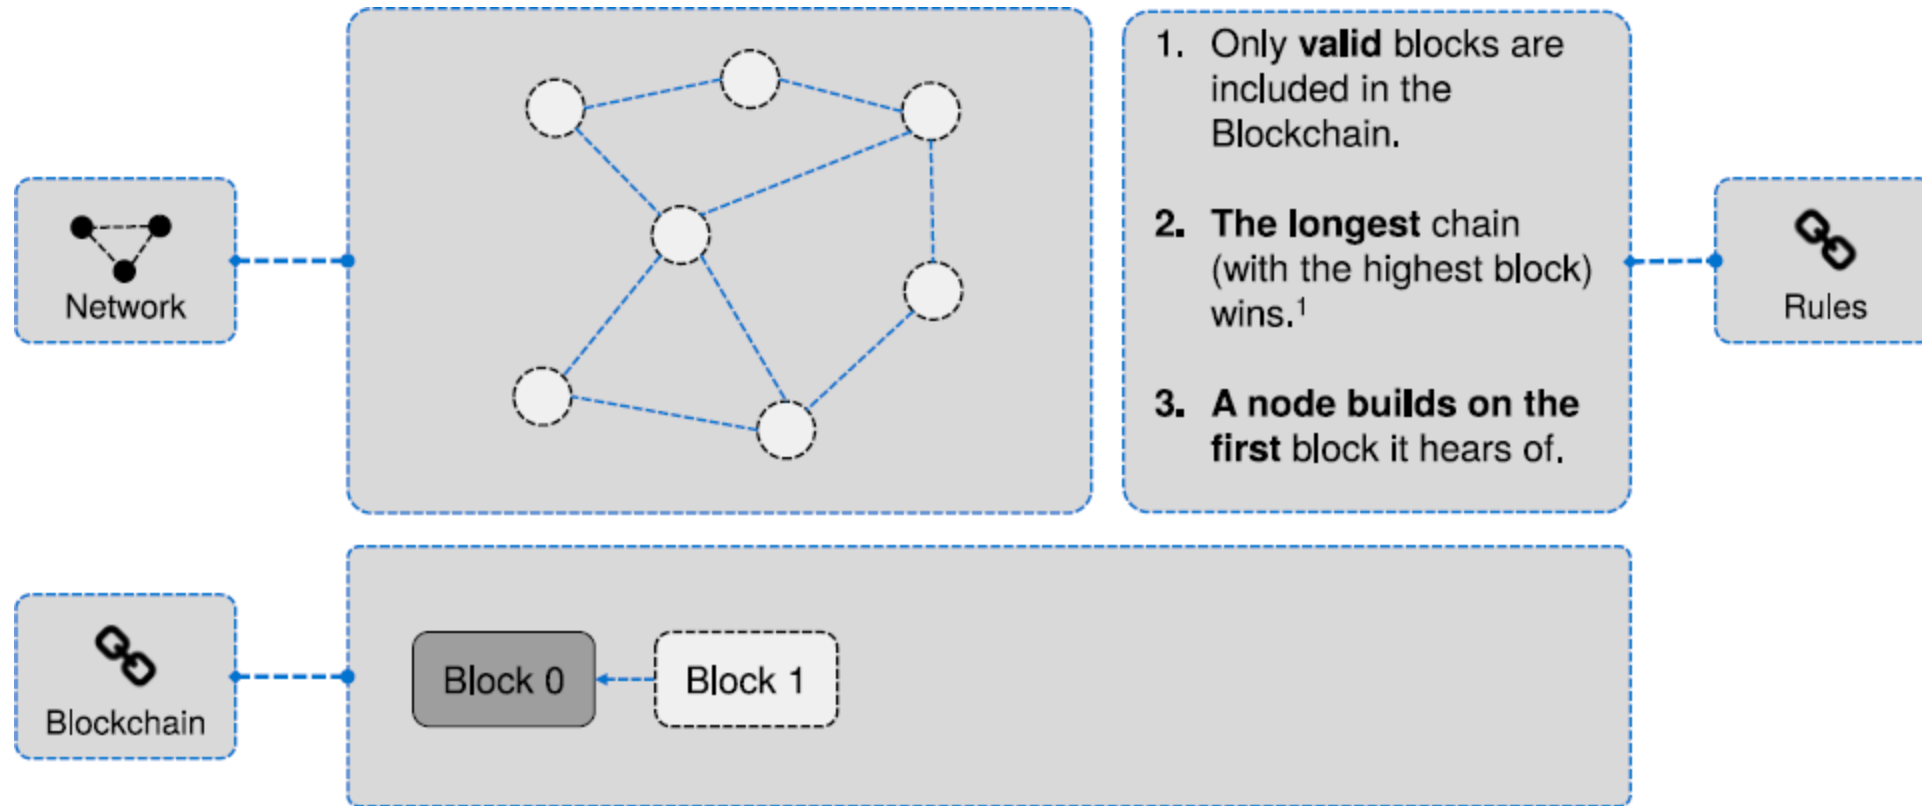 Network
1. Only valid blocks are
included in the
Blockchain.
2. The longest chain
(with the highest block)
wins.¹
3. A node builds on the
first block it hears of.
Rules
Blockchain
Block 0
Block 1